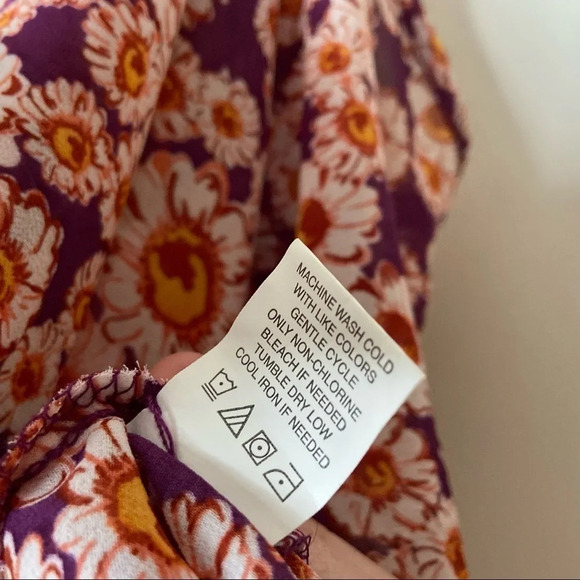 MACHINE WASH COLD
WITH LIKE COLORS
GENTLE CYCLE
ONLY NON-CHLORINE
BLEACH IF NEEDED
TUMBLE DRY LOW
COOL IRON IF NEEDED